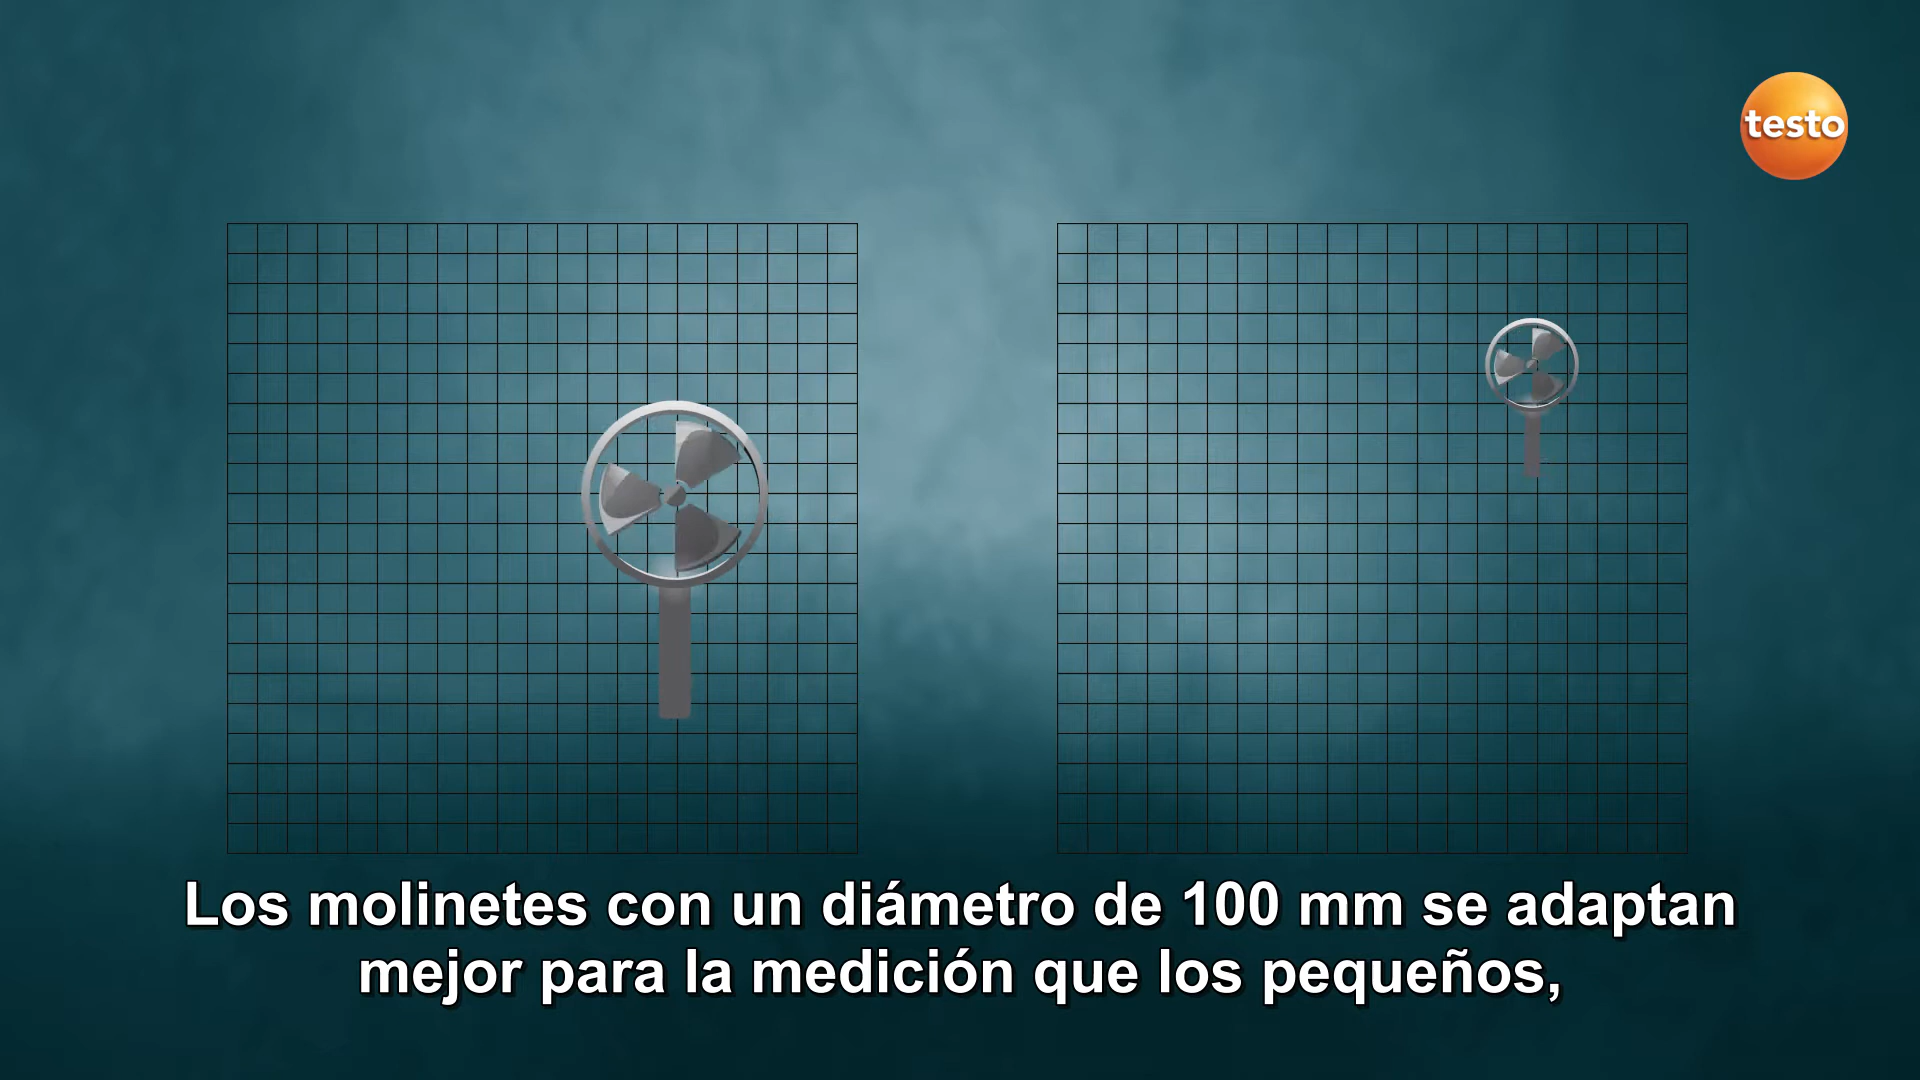 testo
Los molinetes con un diámetro de 100 mm se adaptan
mejor para la medición que los pequeños,